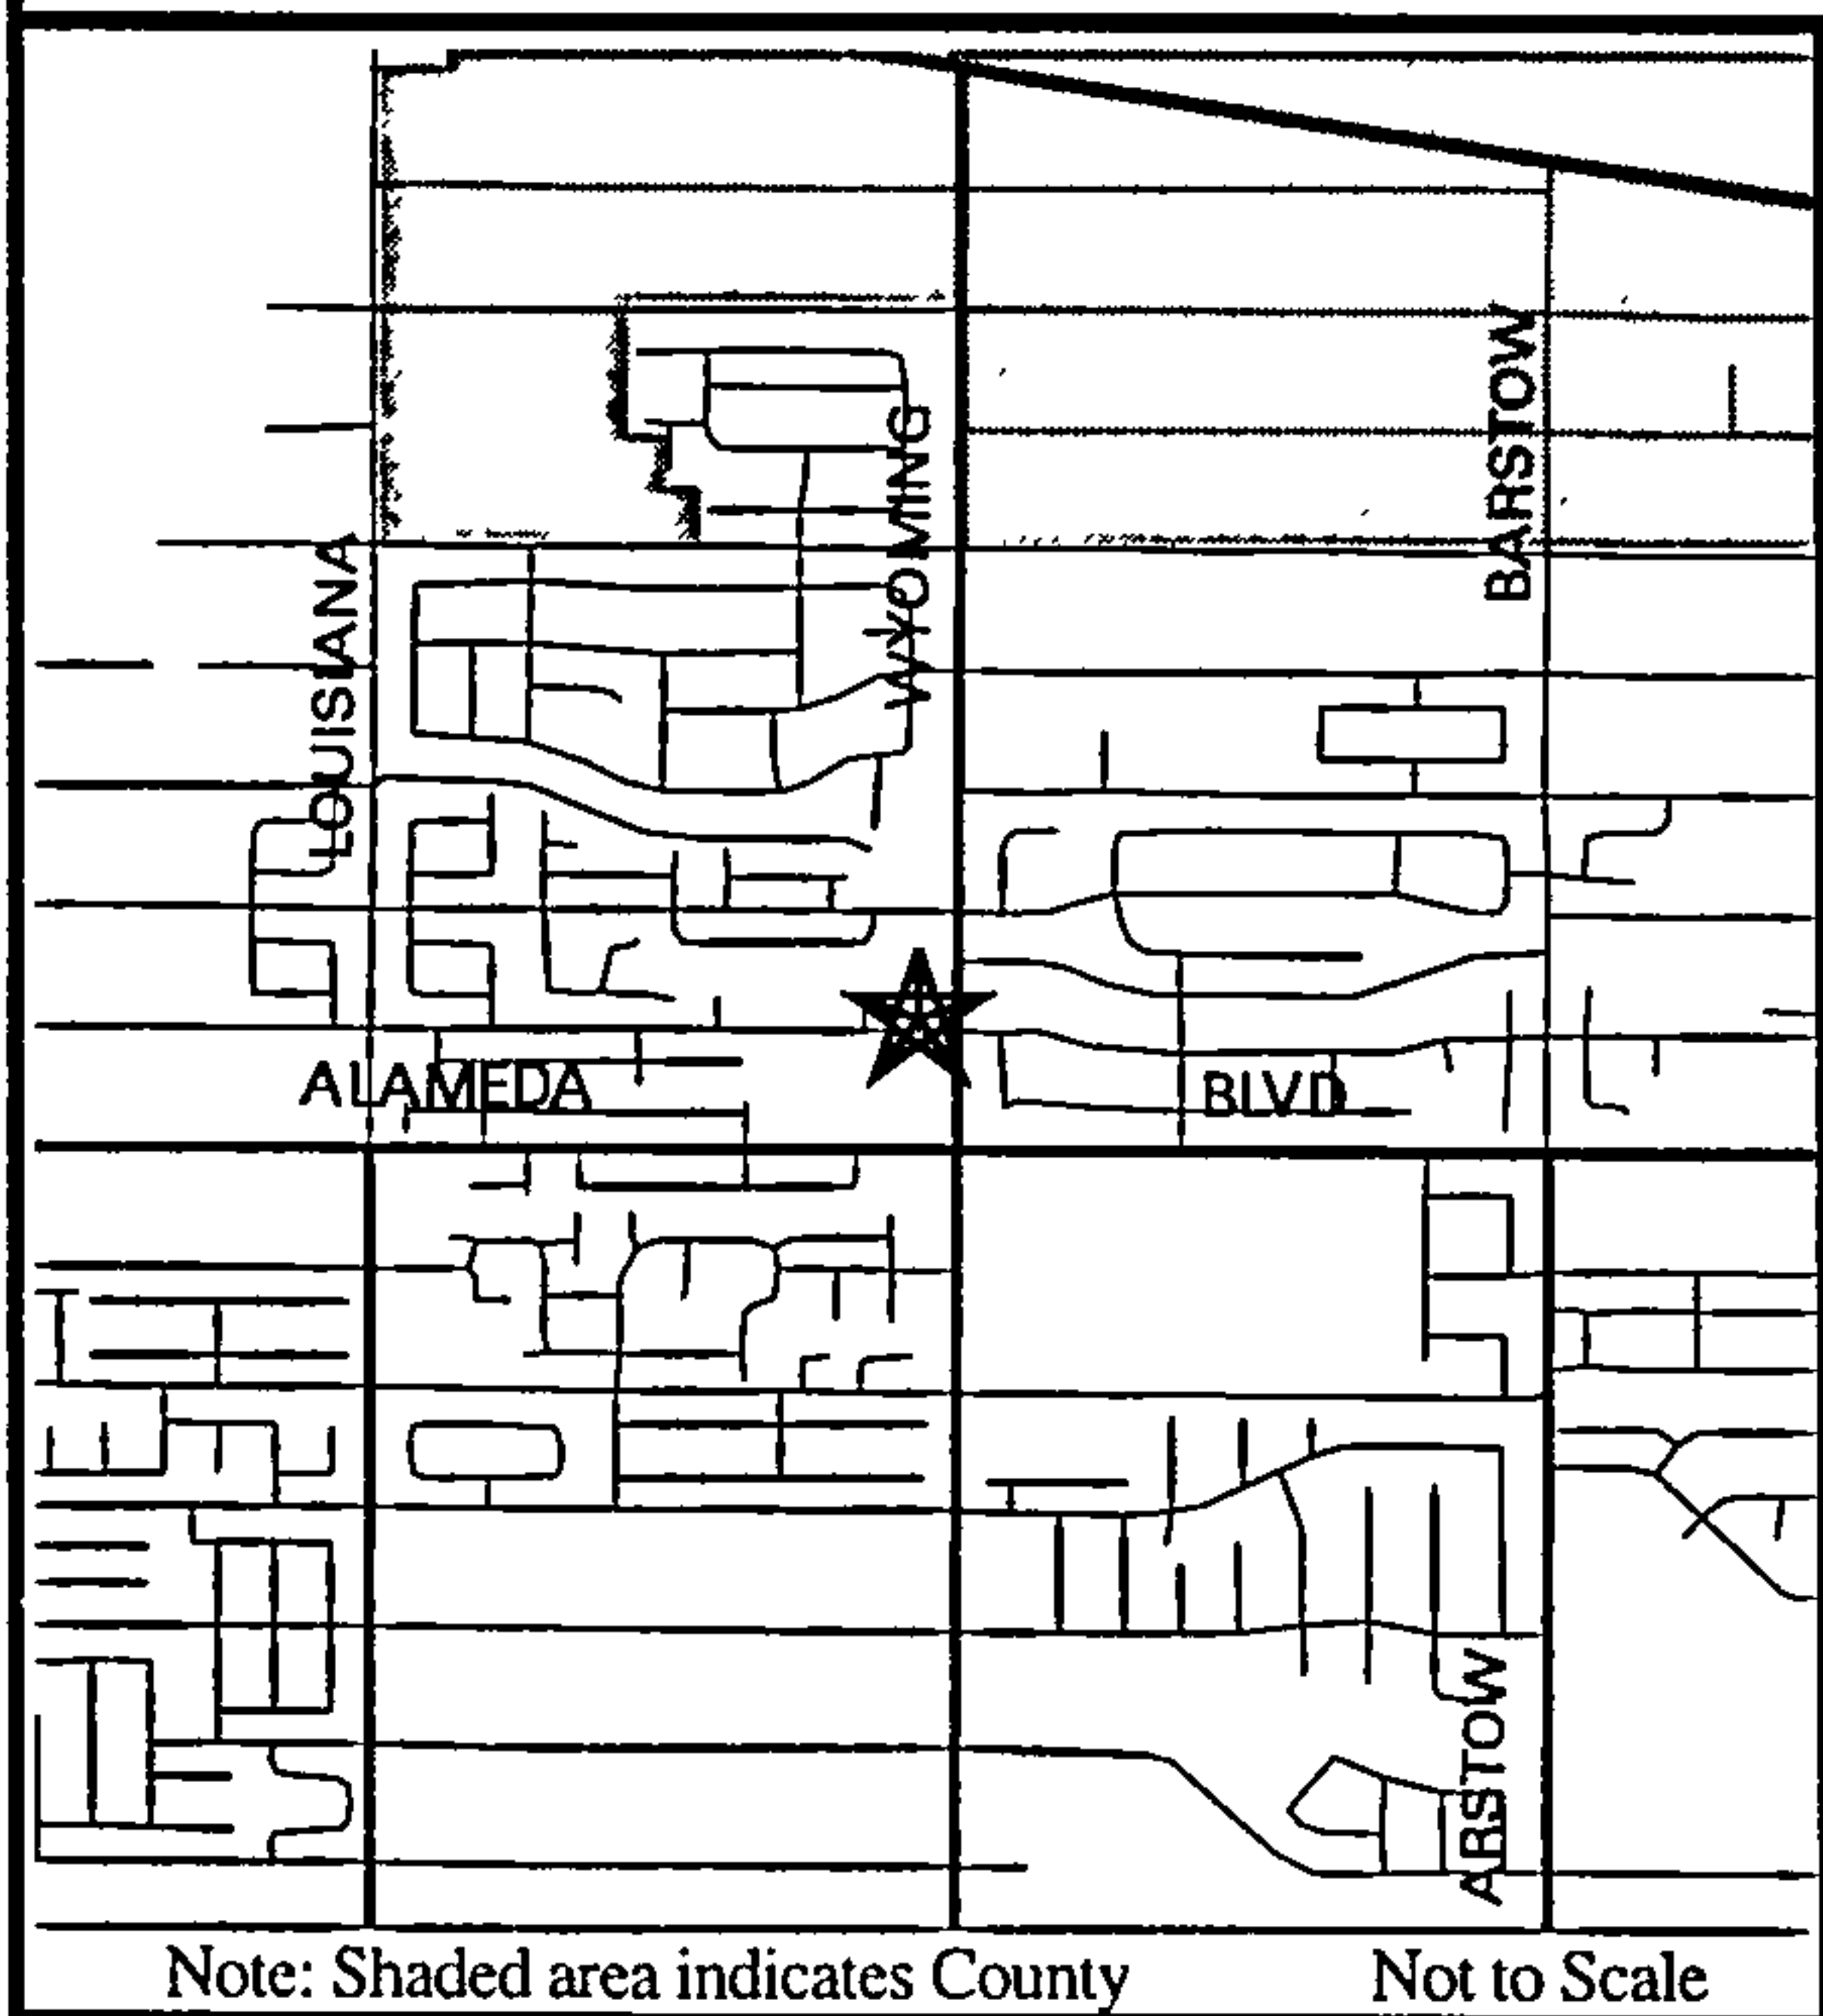 BARSTOW
WYOMING
LOUISIANA
ALAMEDA BLVD
ARSTOW
Note: Shaded area indicates County Not to Scale